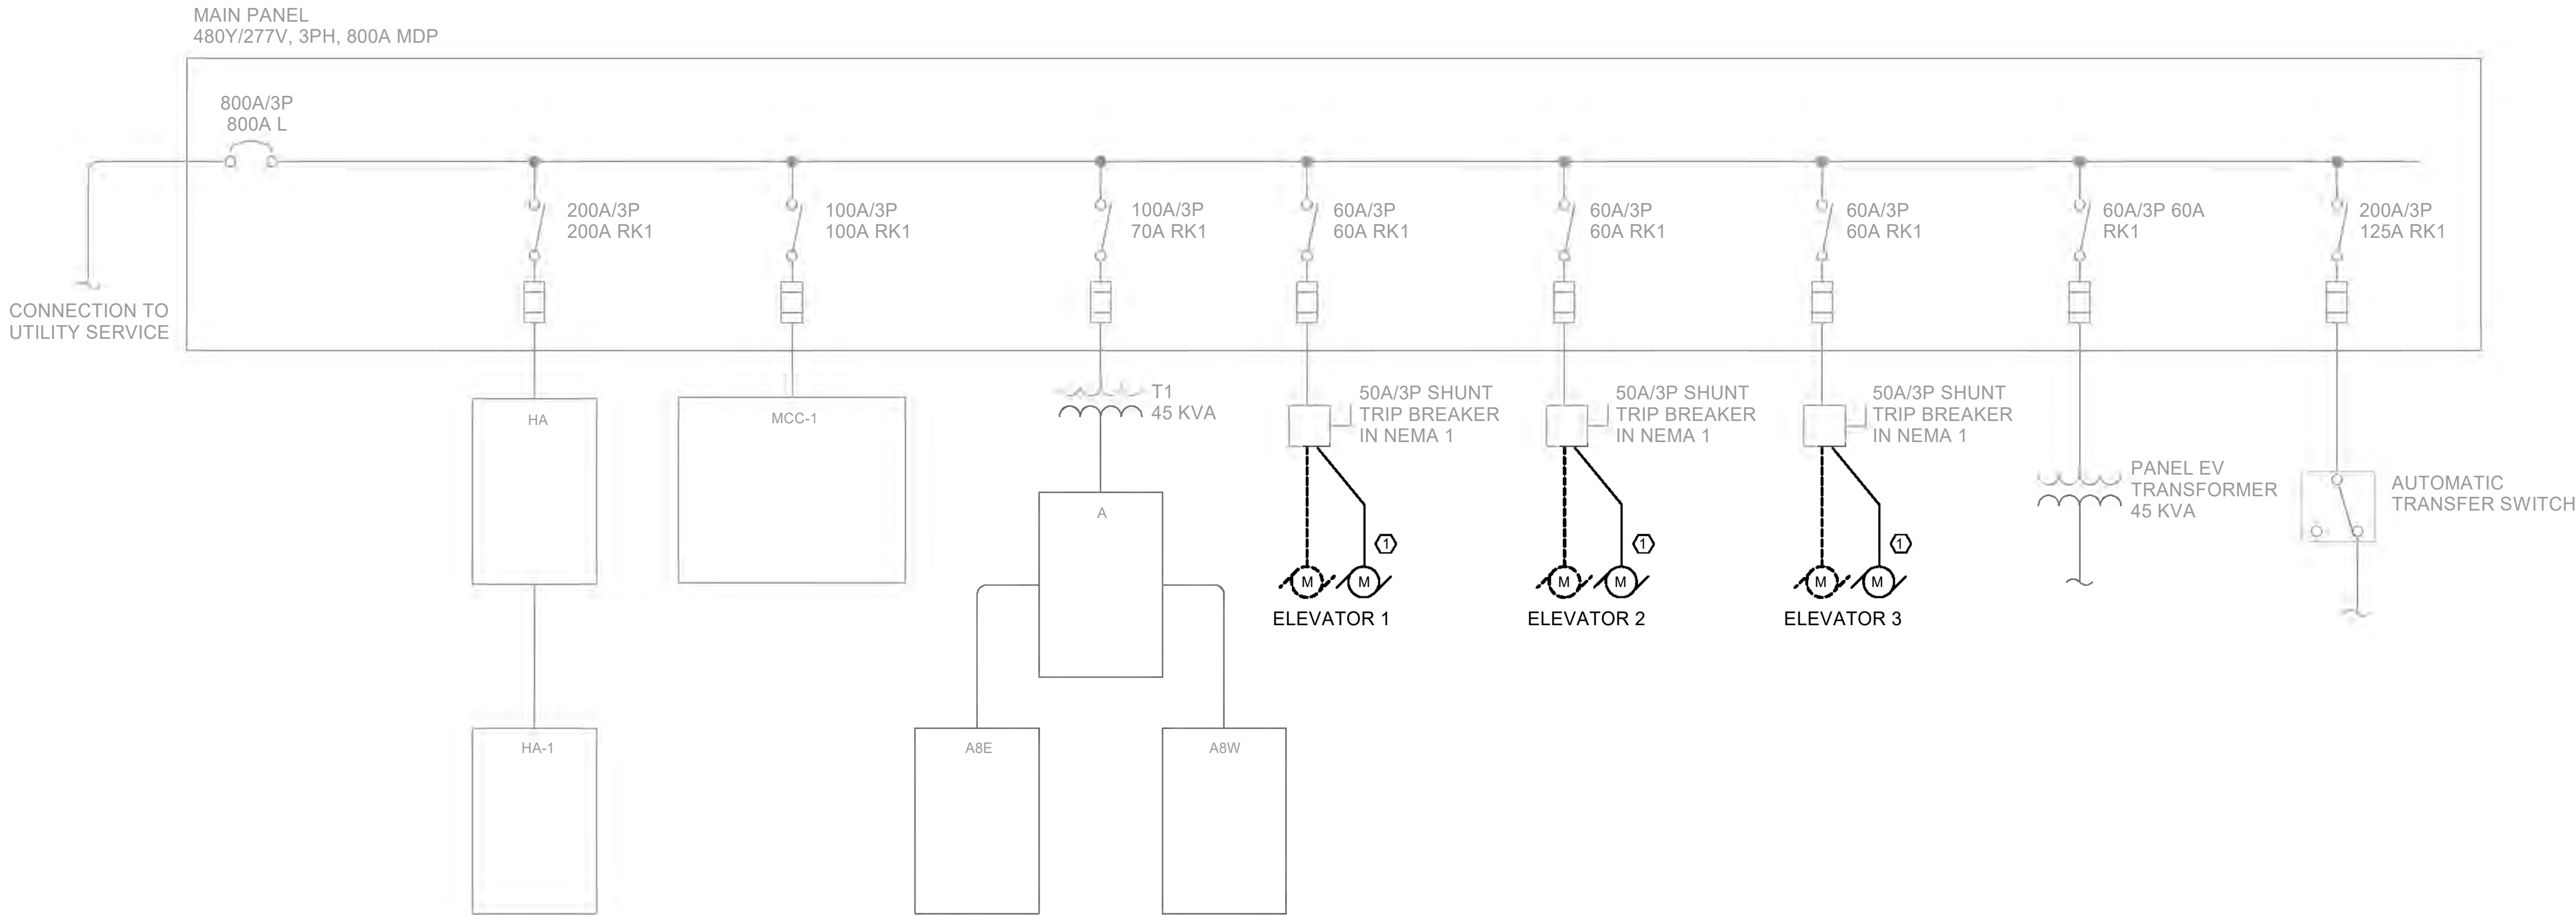 MAIN PANEL
480Y/277V, 3PH, 800A MDP
800A/3P
800A L
CONNECTION TO
UTILITY SERVICE
200A/3P
200A RK1
100A/3P
100A RK1
100A/3P
70A RK1
60A/3P
60A RK1
60A/3P
60A RK1
60A/3P
60A RK1
60A/3P 60A
RK1
200A/3P
125A RK1
HA
MCC-1
T1
45 KVA
50A/3P SHUNT
TRIP BREAKER
IN NEMA 1
50A/3P SHUNT
TRIP BREAKER
IN NEMA 1
50A/3P SHUNT
TRIP BREAKER
IN NEMA 1
PANEL EV
TRANSFORMER
45 KVA
AUTOMATIC
TRANSFER SWITCH
A
1
1
1
M
M
M
M
M
M
ELEVATOR 1
ELEVATOR 2
ELEVATOR 3
HA-1
A8E
A8W